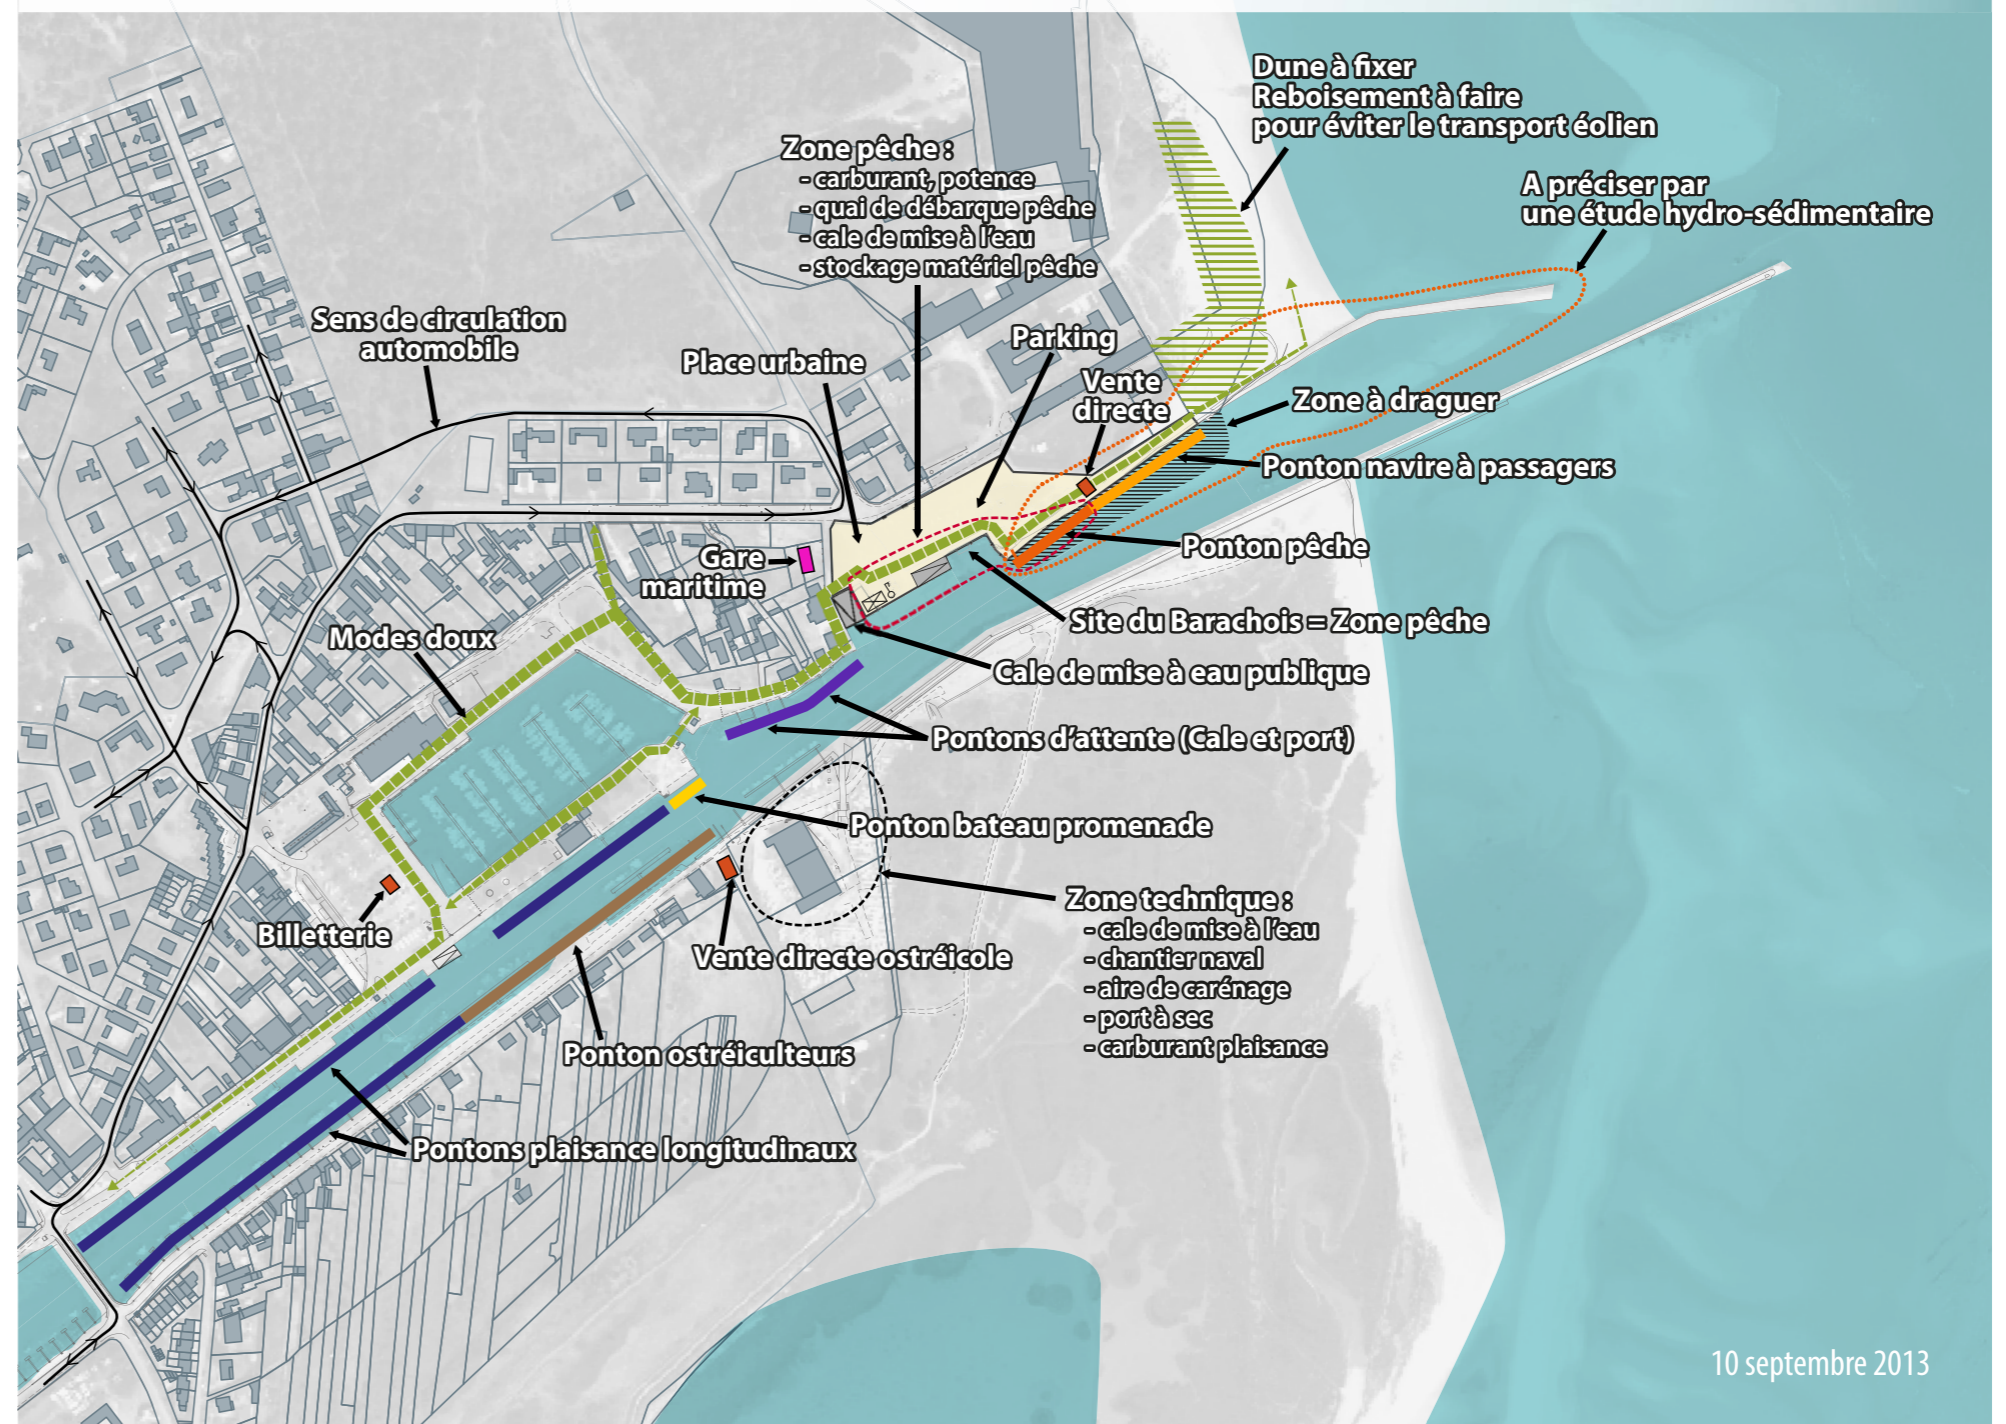 Dune à fixer
Reboisement à faire
pour éviter le transport éolien
A préciser par
une étude hydro-sédimentaire
Zone pêche :
- carburant, potence
- quai de débarque pêche
- cale de mise à l'eau
- stockage matériel pêche
Sens de circulation
automobile
Place urbaine
Parking
Vente
directe
Zone à draguer
Ponton navire à passagers
Ponton pêche
Gare
maritime
Site du Barachois = Zone pêche
Modes doux
Cale de mise à eau publique
Pontons d'attente (Cale et port)
Ponton bateau promenade
Zone technique :
- cale de mise à l'eau
- chantier naval
- aire de carénage
- port à sec
- carburant plaisance
Billetterie
Vente directe ostréicole
Ponton ostréiculteurs
Pontons plaisance longitudinaux
10 septembre 2013